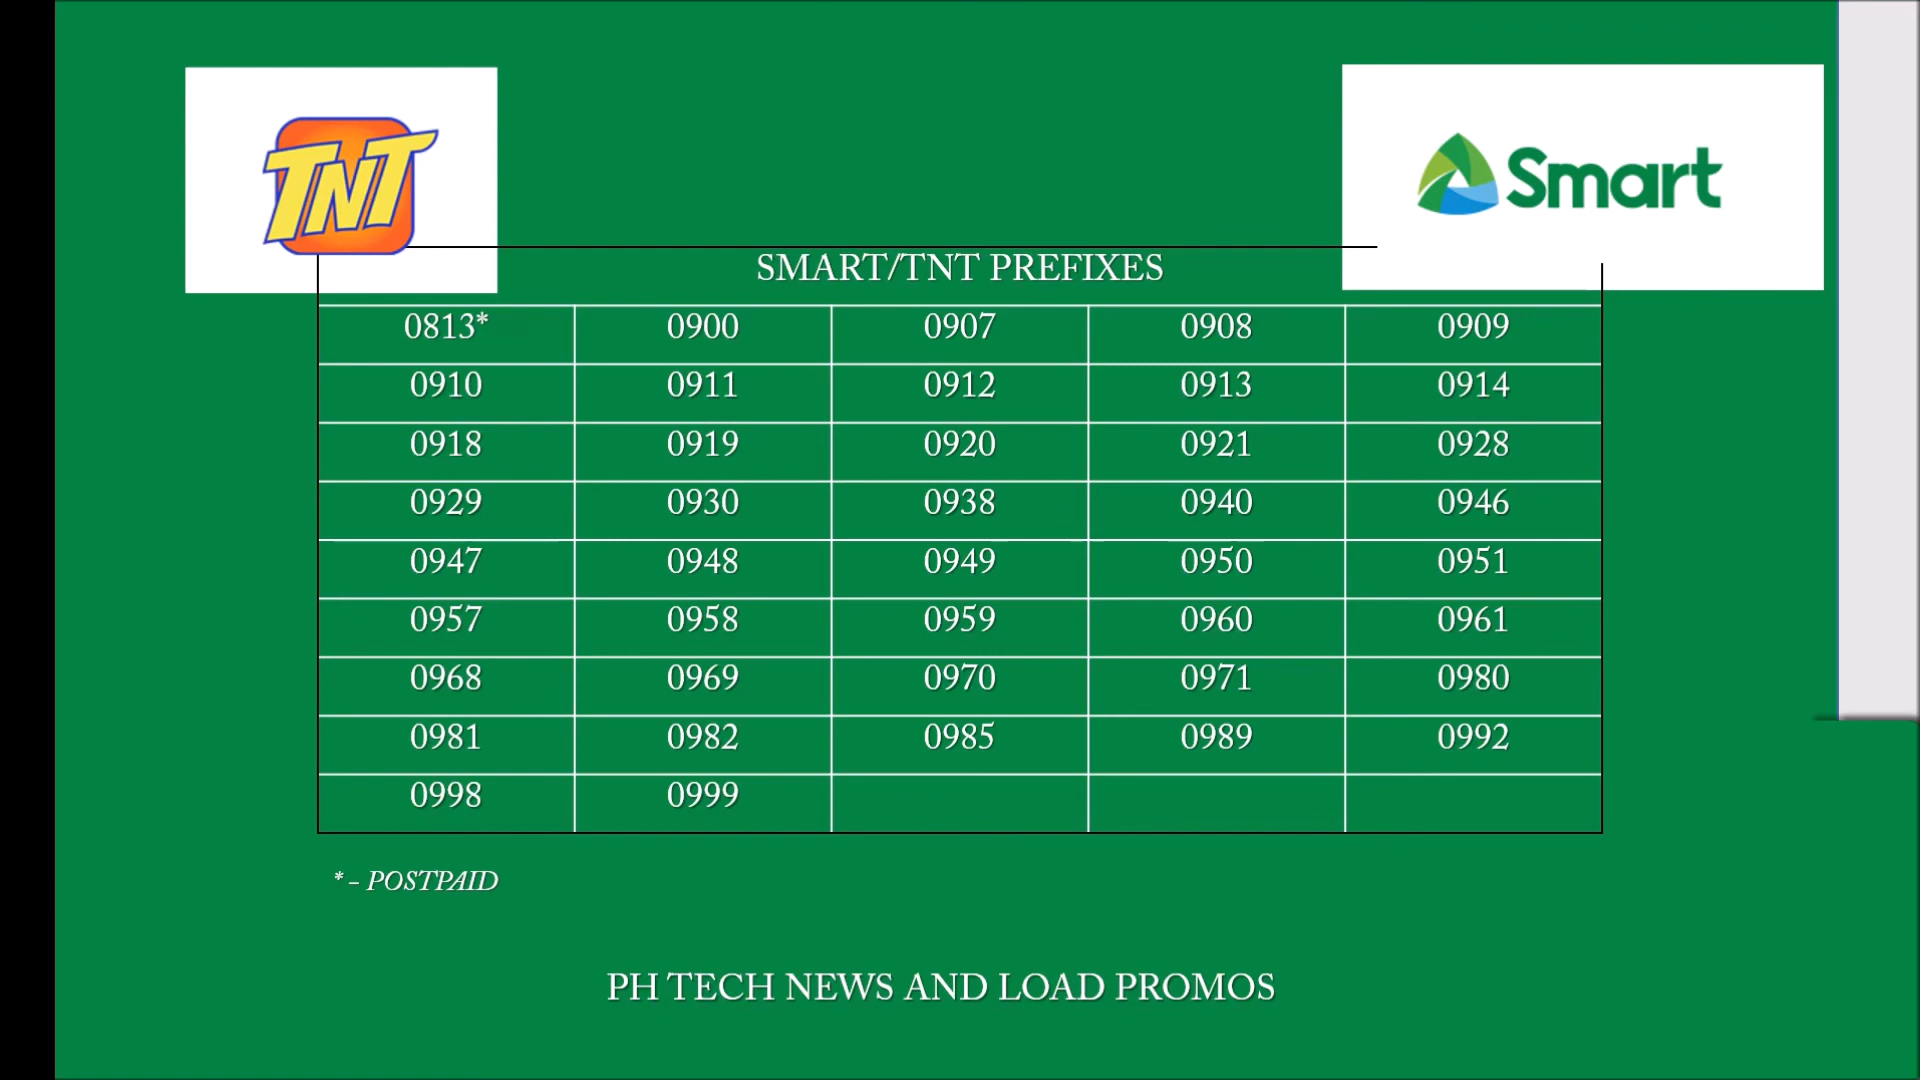 TNT
Smart
SMART/TNT PREFIXES
0813* 0900 0907 0908 0909
0910 0911 0912 0913 0914
0918 0919 0920 0921 0928
0929 0930 0938 0940 0946
0947 0948 0949 0950 0951
0957 0958 0959 0960 0961
0968 0969 0970 0971 0980
0981 0982 0985 0989 0992
0998 0999
* – POSTPAID
PH TECH NEWS AND LOAD PROMOS